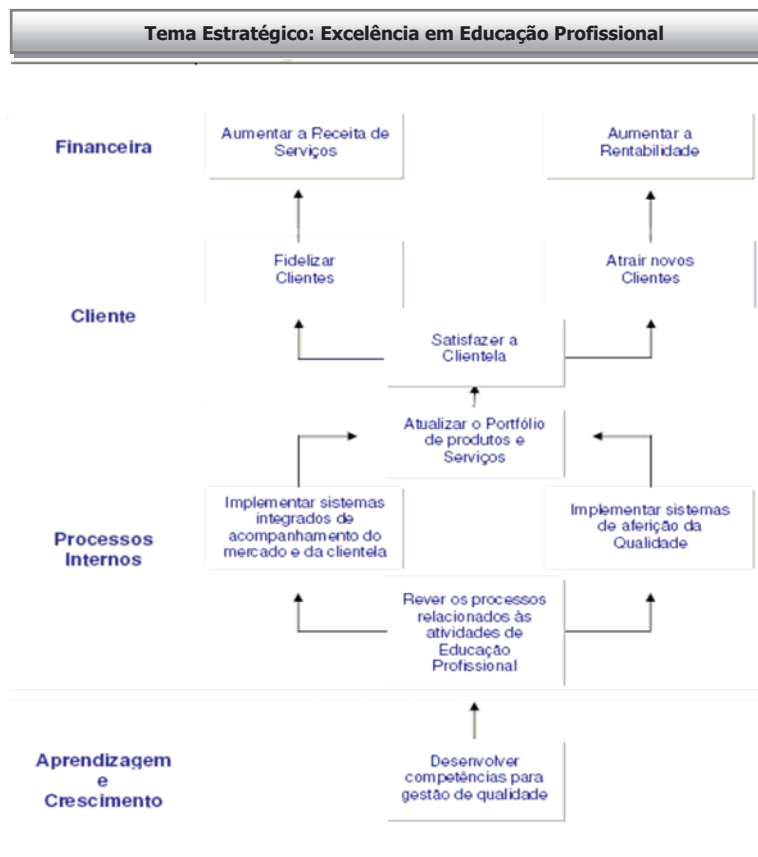 Tema Estratégico: Excelência em Educação Profissional
Financeira
Aumentar a Receita de
Serviços
Aumentar a
Rentabilidade
Fidelizar
Clientes
Atrair novos
Clientes
Cliente
Satisfazer a
Clientela
Atualizar o Portfólio
de produtos e
Serviços
Processos
Internos
Implementar sistemas
integrados de
acompanhamento do
mercado e da clientela
Implementar sistemas
de aferição da
Qualidade
Rever os processos
relacionados às
atividades de
Educação
Profissional
Aprendizagem
e
Crescimento
Desenvolver
competências para
gestão de qualidade